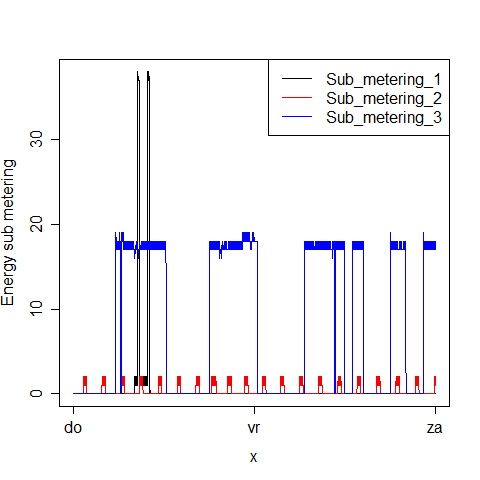 Sub_metering_1
Sub_metering_2
Sub_metering_3
Energy sub metering
30
20
10
0
do
vr
za
x